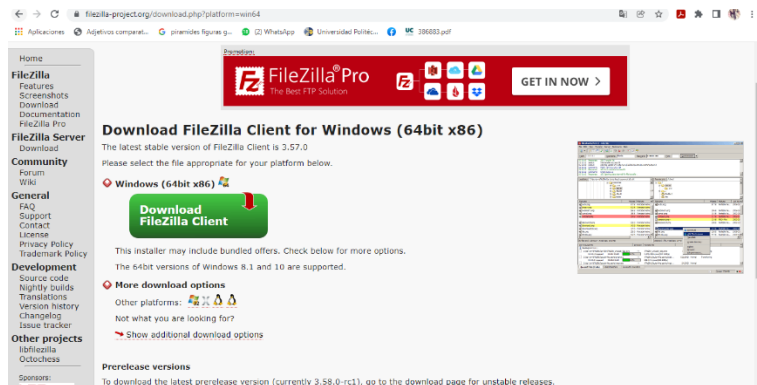 filezilla-project.org/download.php?platform=win64
Aplicaciones
Adjetivos comparat...
piramides figuras g...
(2) WhatsApp
Universidad Politéc...
386883.pdf
Promotion:
FileZilla® Pro
The Best FTP Solution
GET IN NOW >
Home
FileZilla
Features
Screenshots
Download
Documentation
FileZilla Pro
FileZilla Server
Download
Community
Forum
Wiki
General
FAQ
Support
Contact
License
Privacy Policy
Trademark Policy
Development
Source code
Nightly builds
Translations
Version history
Changelog
Issue tracker
Other projects
libfilezilla
Octochess
Sponsors:
Download FileZilla Client for Windows (64bit x86)
The latest stable version of FileZilla Client is 3.57.0
Please select the file appropriate for your platform below.
Windows (64bit x86)
Download
FileZilla Client
This installer may include bundled offers. Check below for more options.
The 64bit versions of Windows 8.1 and 10 are supported.
More download options
Other platforms:
Not what you are looking for?
Show additional download options
Prerelease versions
To download the latest prerelease version (currently 3.58.0-rc1), go to the download page for unstable releases.